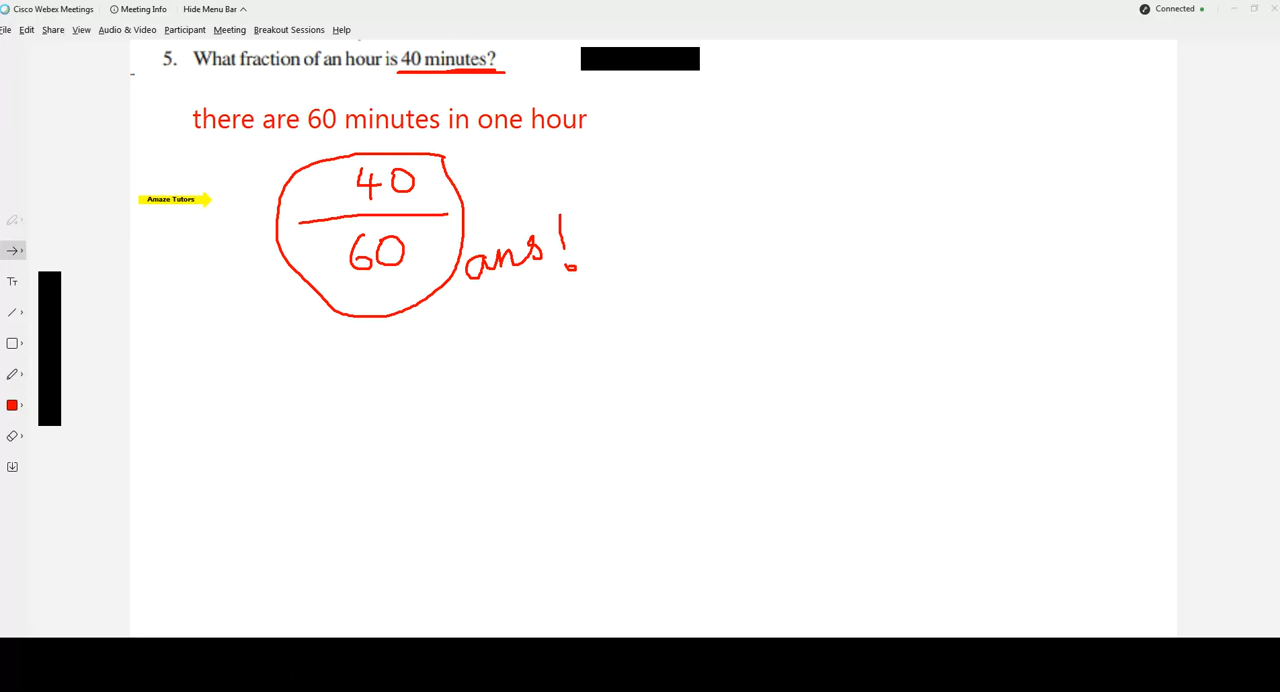 Cisco Webex Meetings Meeting Info Hide Menu Bar Connected
File Edit Share View Audio & Video Participant Meeting Breakout Sessions Help
5. What fraction of an hour is 40 minutes?
there are 60 minutes in one hour
40
Amaze Tutors
60
ans!
Tт